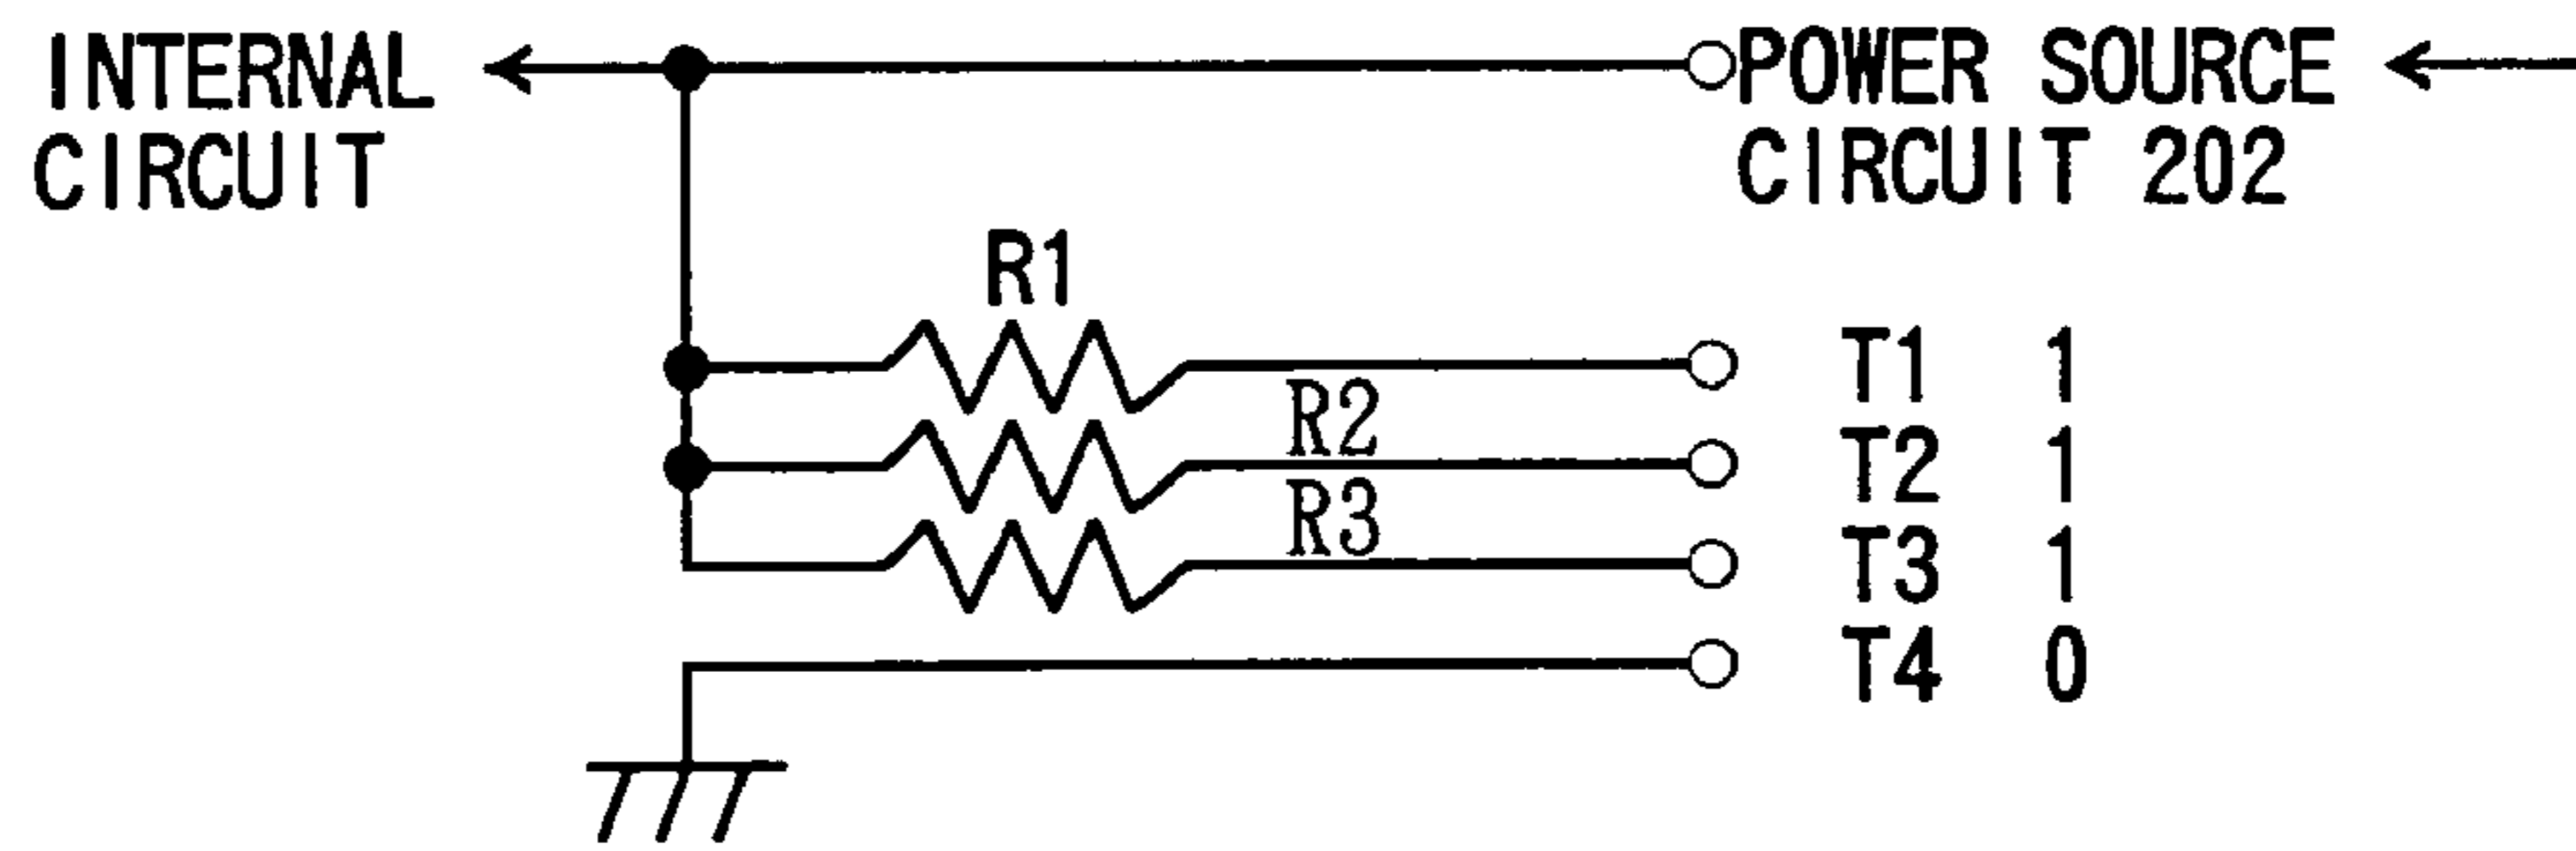 INTERNAL
CIRCUIT
POWER SOURCE
CIRCUIT 202
R1
T1 1
R2
T2 1
R3
T3 1
T4 0